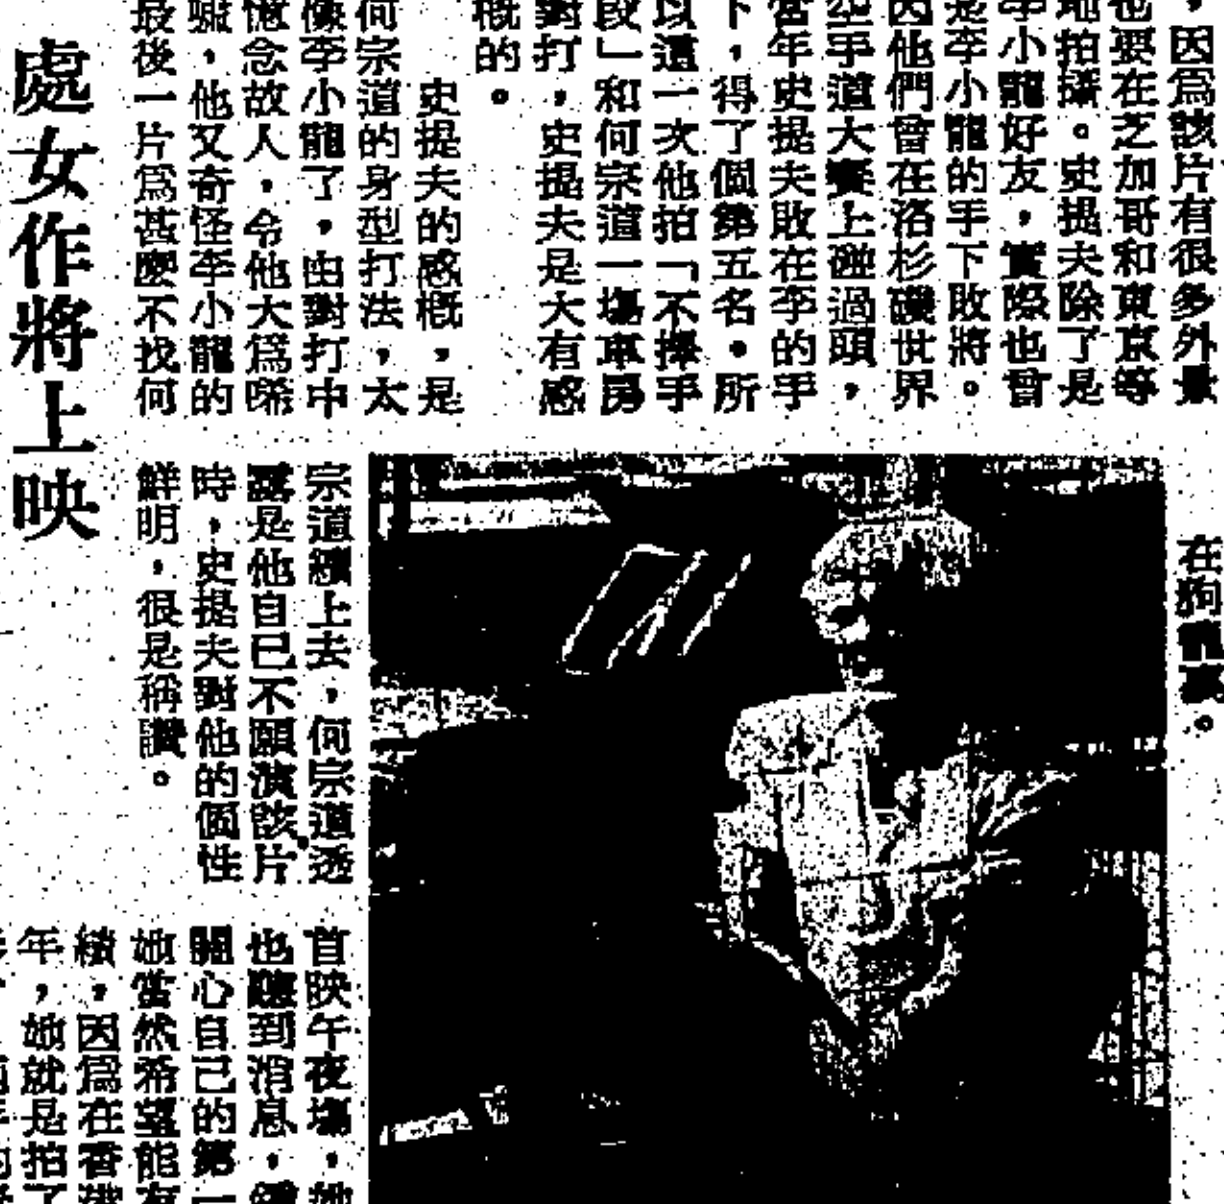 ，因爲該片有很多外景
也要在芝加哥和東京等
地拍攝。史提夫除了是
李小龍好友，實際也曾
是李小龍的手下敗將。
因他們曾在洛杉磯世界
空手道大賽上碰過頭，
當年史提夫敗在李的手
下，得了個第五名。所
以這一次他拍「不擇手
段」和何宗道一塲車房
對打，史提夫是大有感
概的。
史提夫的感概，是
何宗道的身型打法，太
像李小龍了，由對打中
憶念故人，令他大爲唏
噓，他又奇怪李小龍的
最後一片爲甚麼不找何
宗道續上去，何宗道透
露是他自己不願演該片
時，史提夫對他的個性
鮮明，很是稱讚。
處女作將上映
首映午夜塲，她
也聽到消息，
開心自己的第一
她當然希望能有
績，因爲在香港
年，她就是拍了
在